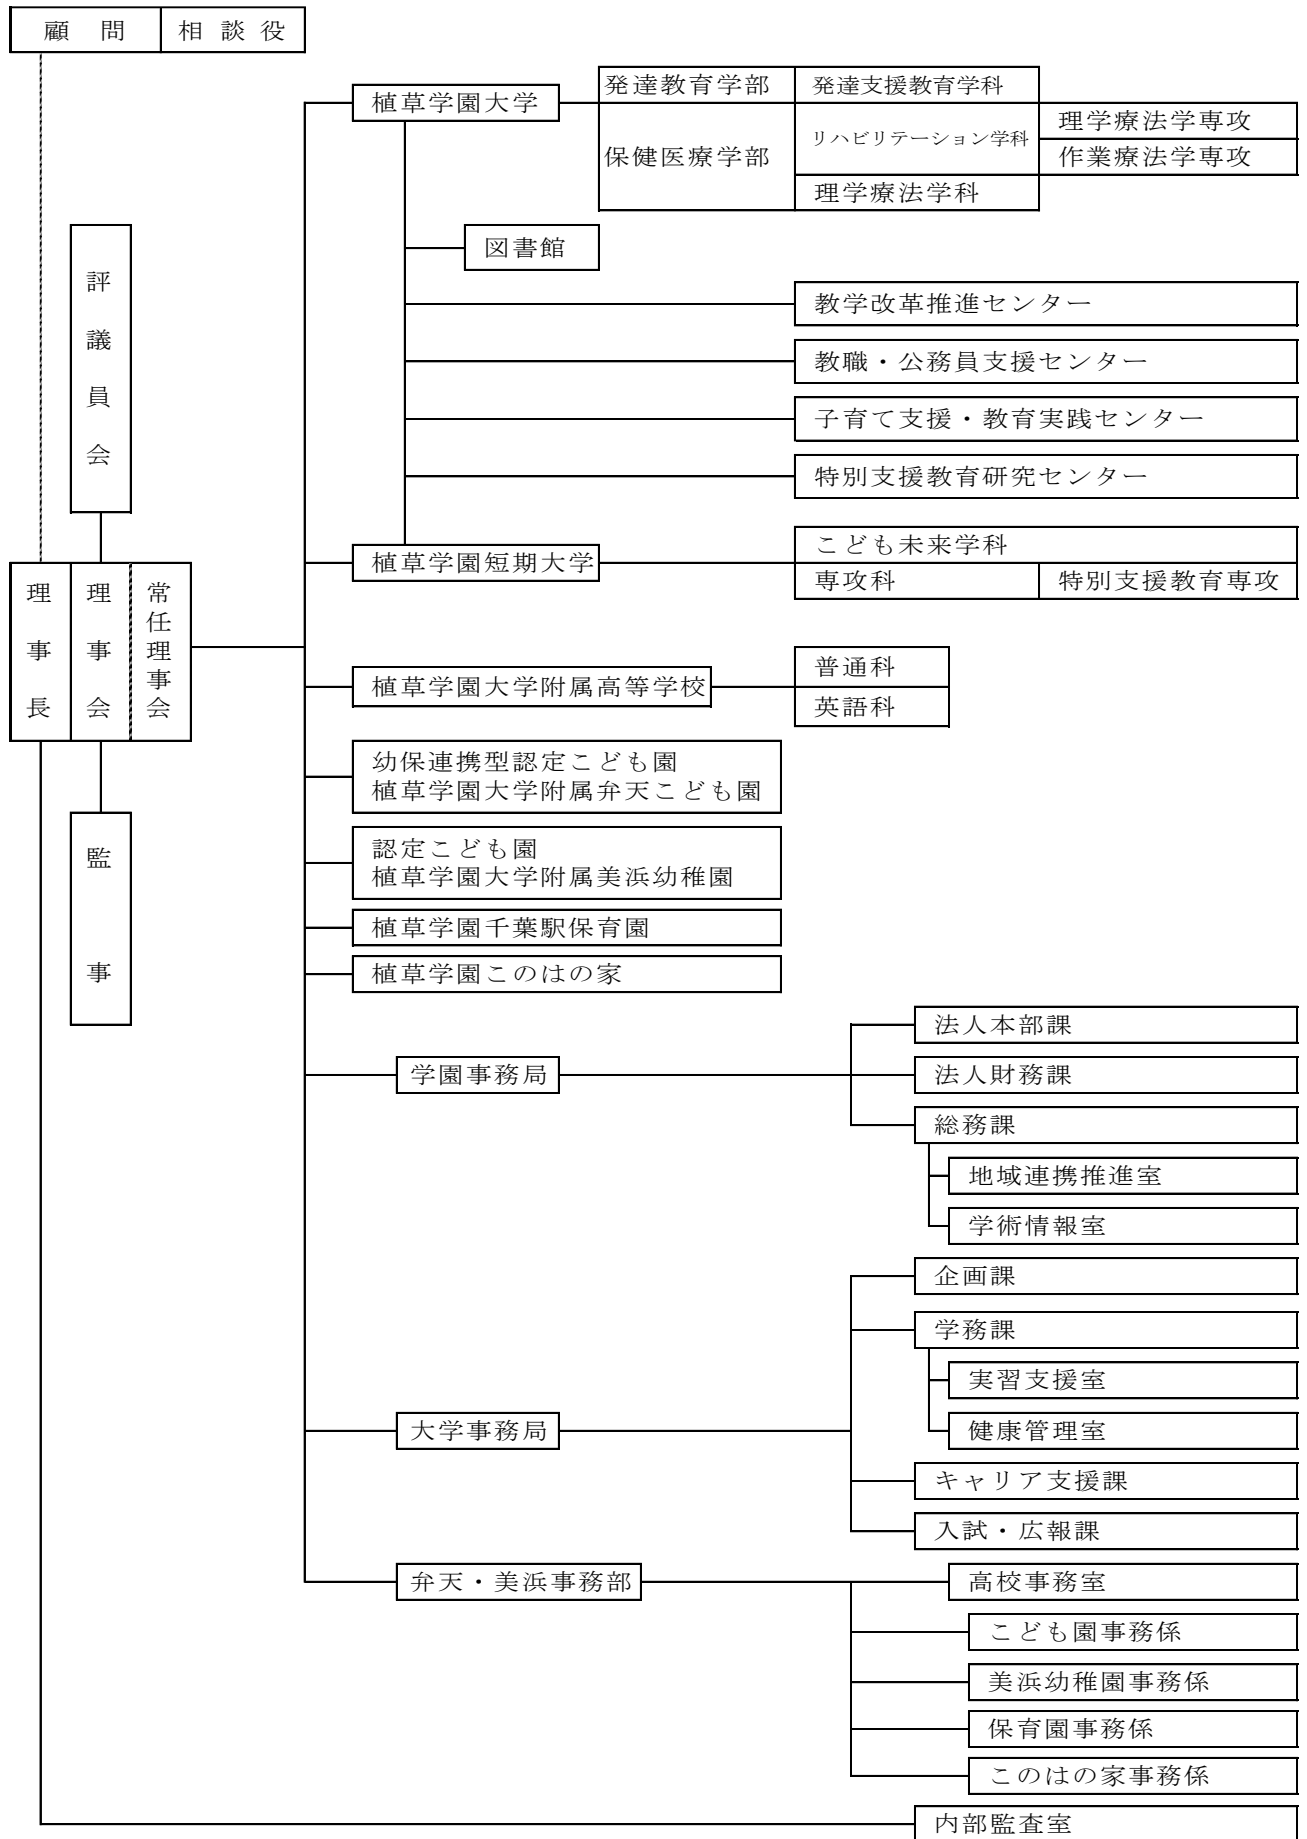 顧問
相談役
植草学園大学
発達教育学部
発達支援教育学科
保健医療学部
リハビリテーション学科
理学療法学専攻
作業療法学専攻
理学療法学科
図書館
評議員会
教学改革推進センター
教職・公務員支援センター
子育て支援・教育実践センター
特別支援教育研究センター
植草学園短期大学
こども未来学科
専攻科
特別支援教育専攻
理事長
理事会
常任理事会
植草学園大学附属高等学校
普通科
英語科
幼保連携型認定こども園
植草学園大学附属弁天こども園
監事
認定こども園
植草学園大学附属美浜幼稚園
植草学園千葉駅保育園
植草学園このはの家
学園事務局
法人本部課
法人財務課
総務課
地域連携推進室
学術情報室
大学事務局
企画課
学務課
実習支援室
健康管理室
キャリア支援課
入試・広報課
弁天・美浜事務部
高校事務室
こども園事務係
美浜幼稚園事務係
保育園事務係
このはの家事務係
内部監査室